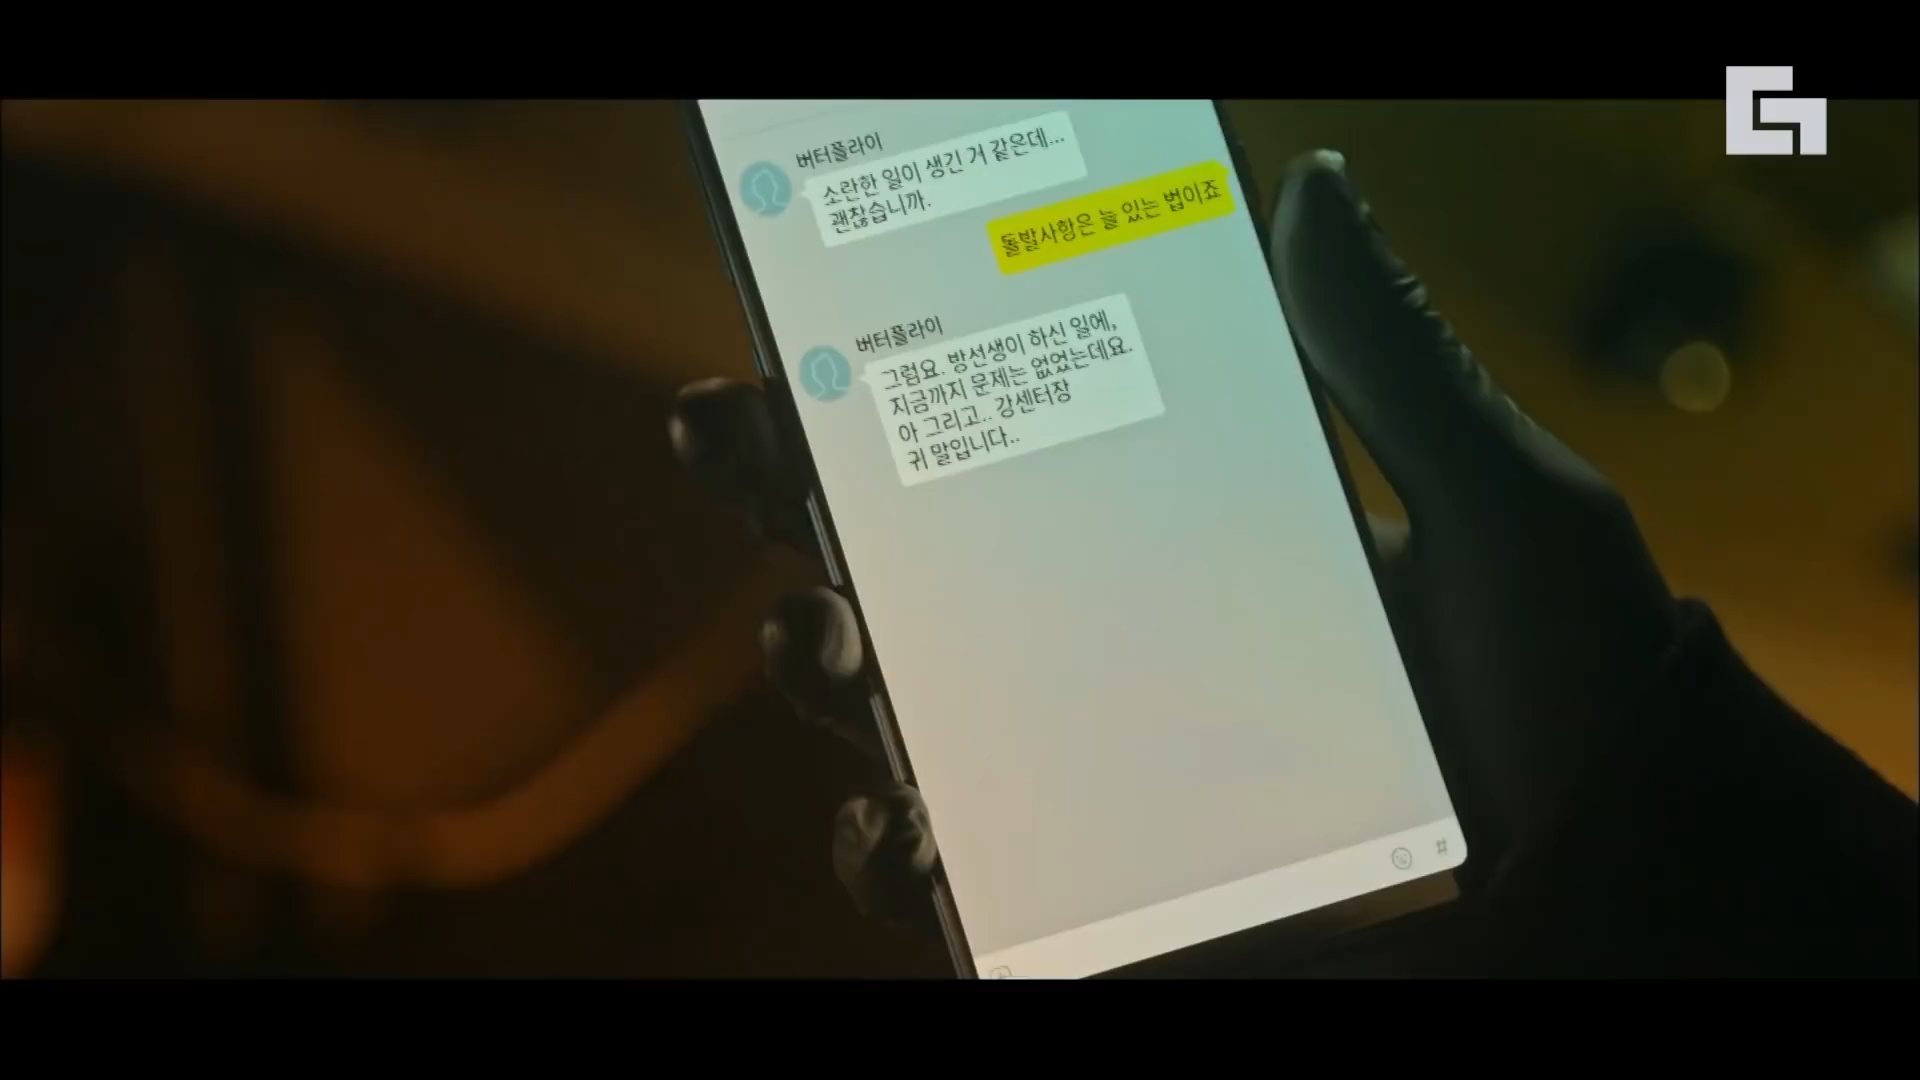 버터플라이
소란한 일이 생긴 거 같은데...
괜찮습니까.
돌발사항은 늘 있는 법이죠
버터플라이
그럼요. 방선생이 하신 일에,
지금까지 문제는 없었는데요.
아 그리고.. 강센터장
귀 말입니다..
#